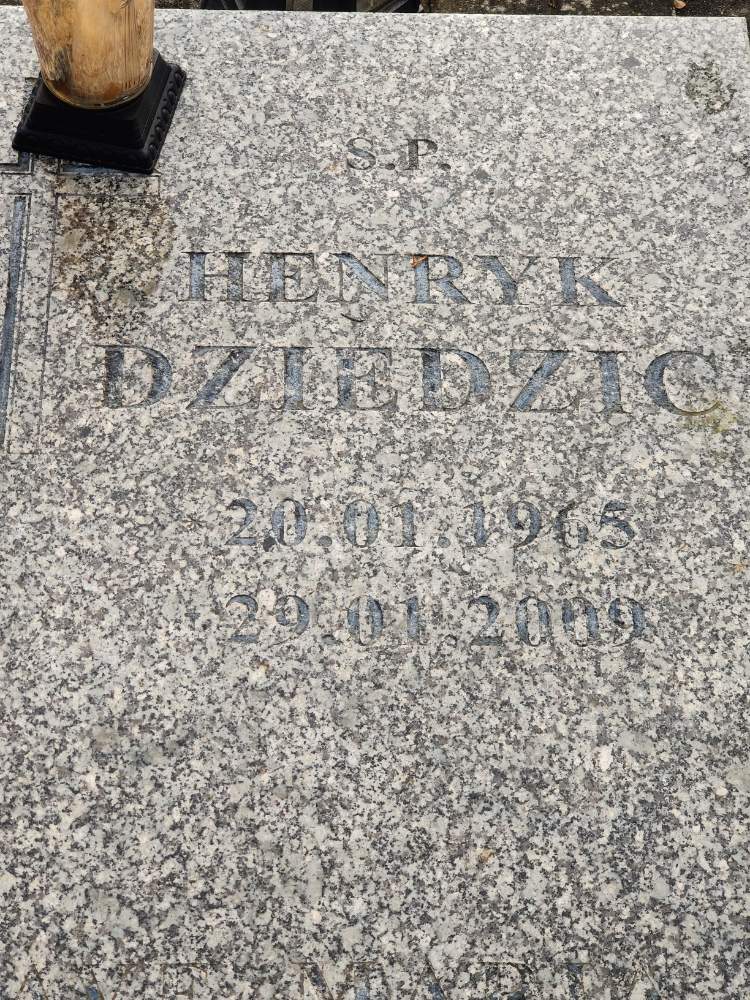 S.P.
HENRYK
DZIEDZIC
* 20.01.1965
29.01.2009